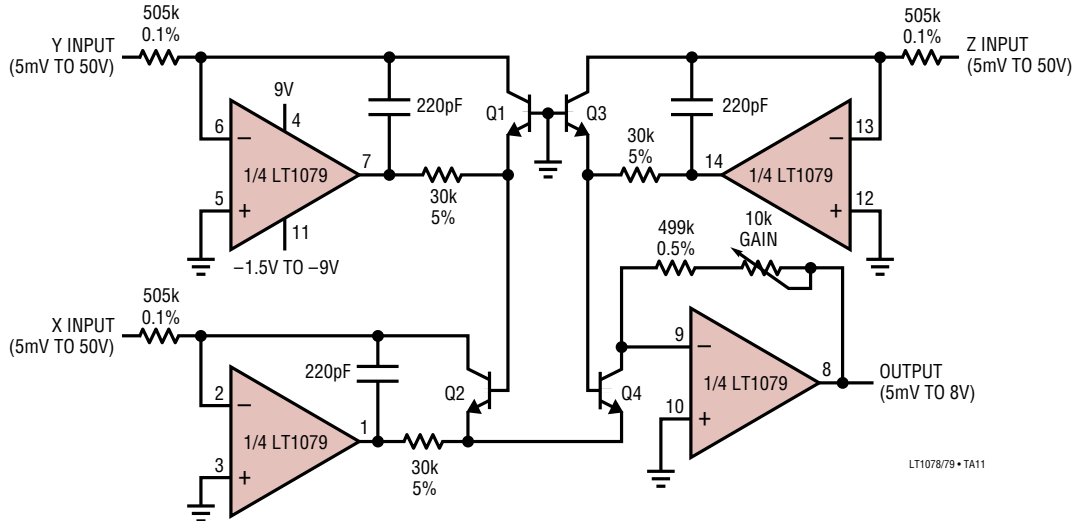 505k
0.1%
Y INPUT
(5mV TO 50V)
9V
4
6
7
1/4 LT1079
5
11
–1.5V TO –9V
220pF
30k
5%
Q1
Q3
30k
5%
220pF
505k
0.1%
Z INPUT
(5mV TO 50V)
13
14
1/4 LT1079
12
505k
0.1%
X INPUT
(5mV TO 50V)
2
1
1/4 LT1079
3
220pF
30k
5%
Q2
Q4
499k
0.5%
10k
GAIN
9
8
1/4 LT1079
10
OUTPUT
(5mV TO 8V)
LT1078/79 • TA11